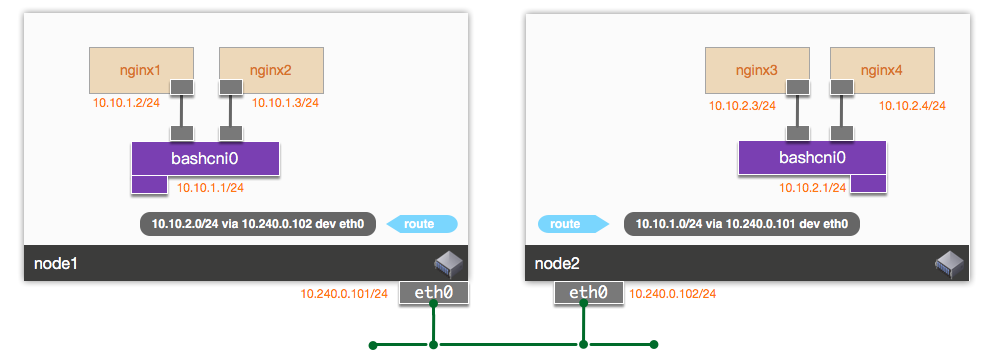 nginx1
nginx2
10.10.1.2/24
10.10.1.3/24
bashcni0
10.10.1.1/24
10.10.2.0/24 via 10.240.0.102 dev eth0
route
node1
10.240.0.101/24
eth0
nginx3
nginx4
10.10.2.3/24
10.10.2.4/24
bashcni0
10.10.2.1/24
route
10.10.1.0/24 via 10.240.0.101 dev eth0
node2
eth0
10.240.0.102/24